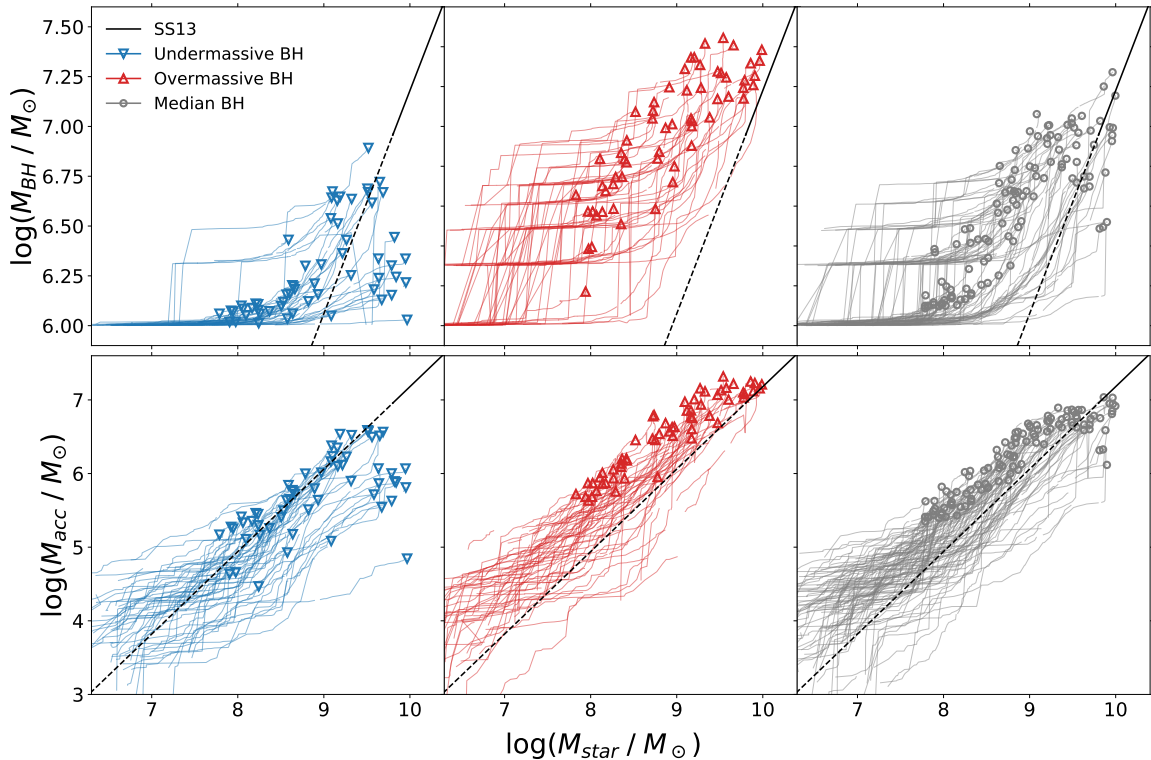 SS13
Undermassive BH
Overmassive BH
Median BH
log(M_BH / M_⊙)
7.50
7.25
7.00
6.75
6.50
6.25
6.00
log(M_acc / M_⊙)
7
6
5
4
3
7 8 9 10
7 8 9 10
7 8 9 10
log(M_star / M_⊙)